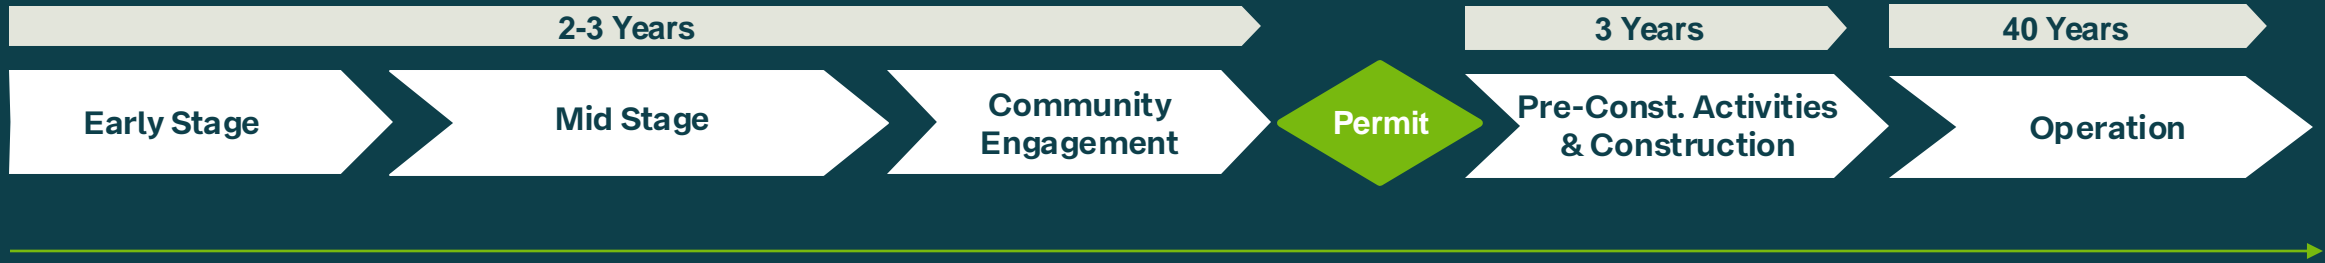 2-3 Years
3 Years
40 Years
Early Stage
Mid Stage
Community
Engagement
Permit
Pre-Const. Activities
& Construction
Operation